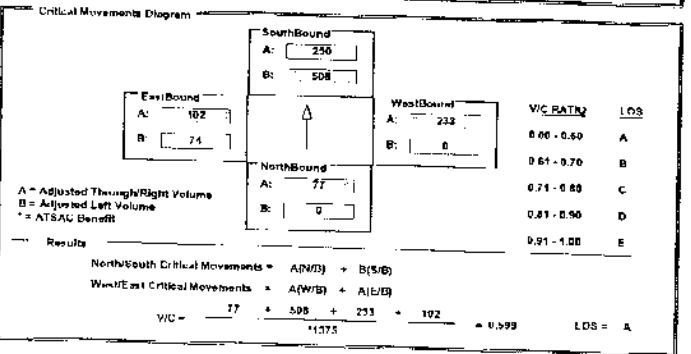 Critical Movements Diagram
SouthBound
A: 250
B: 508
EastBound
A: 102
B: 74
WestBound
A: 233
B: 0
NorthBound
A: 77
B: 0
V/C RATIO LOS
0.00 - 0.60 A
0.61 - 0.70 B
0.71 - 0.80 C
0.81 - 0.90 D
0.91 - 1.00 E
A = Adjusted Through/Right Volume
B = Adjusted Left Volume
* = ATSAC Benefit
Results
North/South Critical Movements = A(N/B) + B(S/B)
West/East Critical Movements = A(W/B) + A(E/B)
V/C = 77 + 508 + 233 + 102
*1375
= 0.599 LOS = A